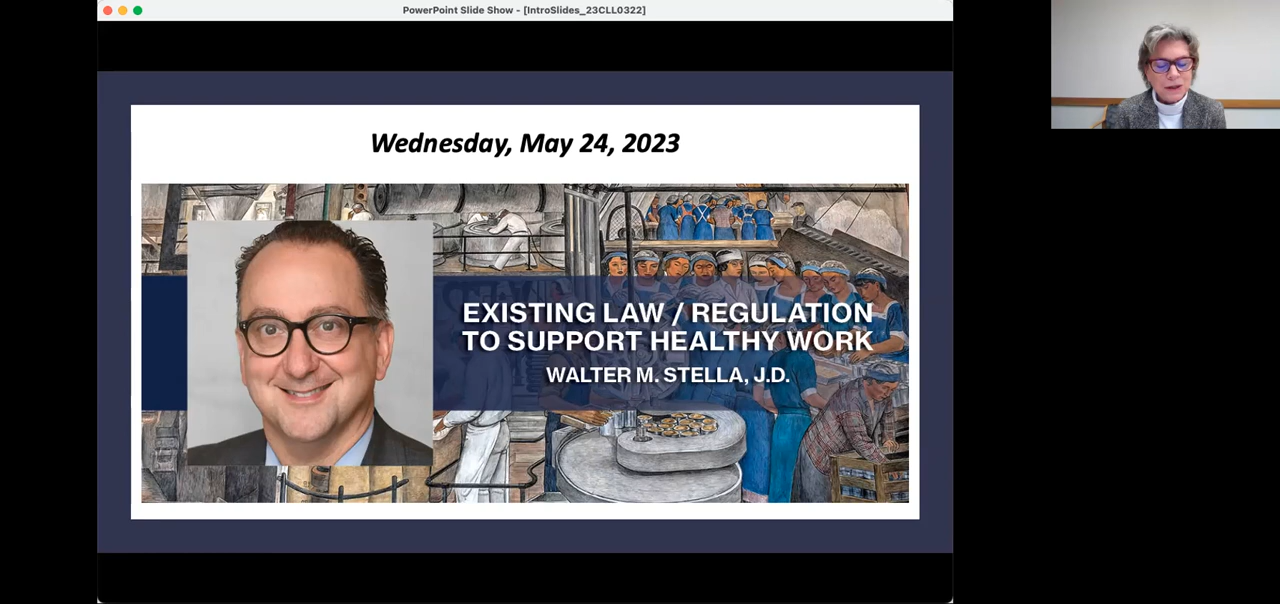 PowerPoint Slide Show - [IntroSlides_23CLL0322]
Wednesday, May 24, 2023
EXISTING LAW / REGULATION
TO SUPPORT HEALTHY WORK
WALTER M. STELLA, J.D.